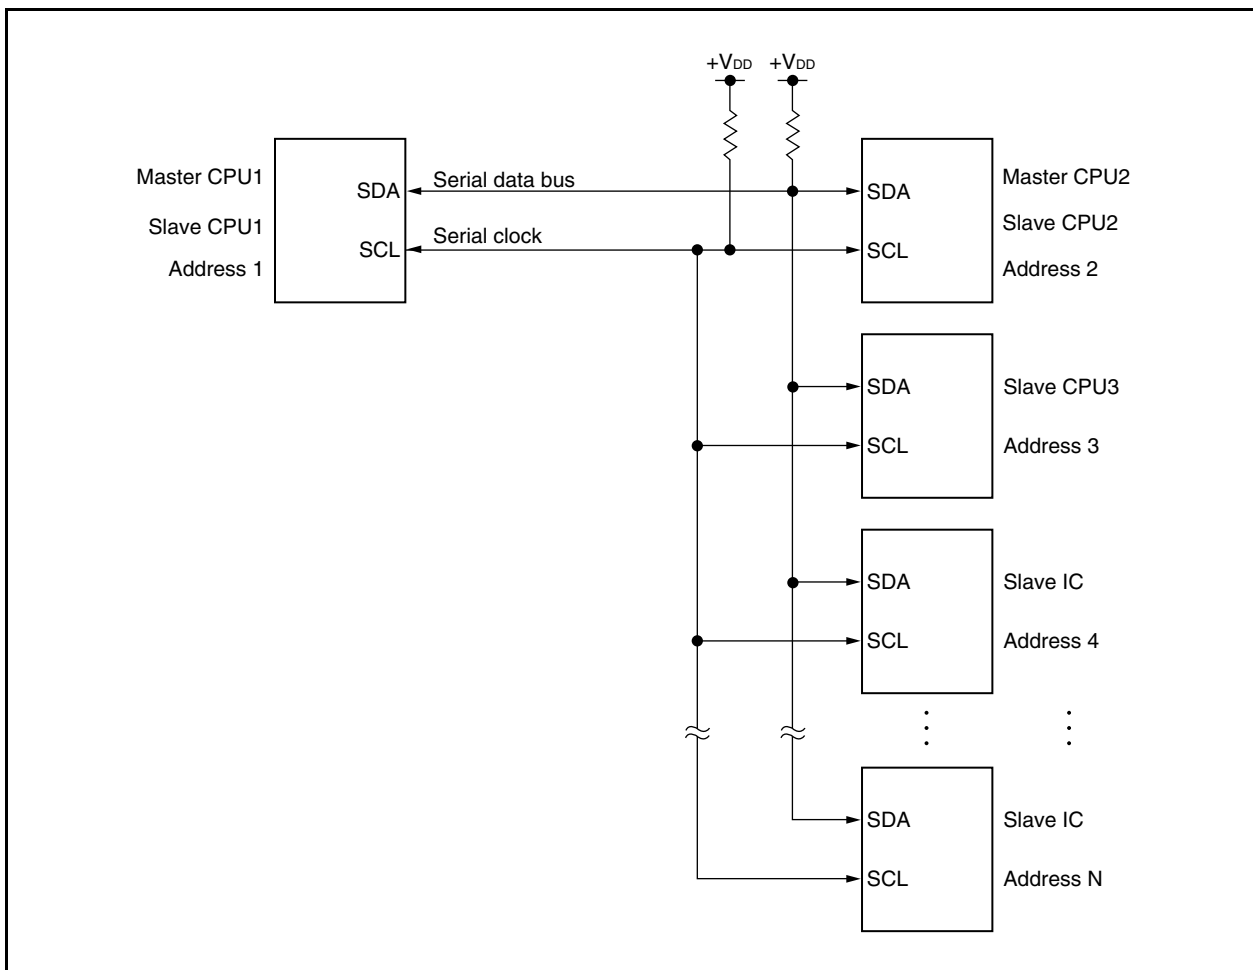 +VDD +VDD
Master CPU1
Slave CPU1
Address 1
SDA
SCL
Serial data bus
Serial clock
SDA
SCL
Master CPU2
Slave CPU2
Address 2
SDA
SCL
Slave CPU3
Address 3
SDA
SCL
Slave IC
Address 4
SDA
SCL
Slave IC
Address N